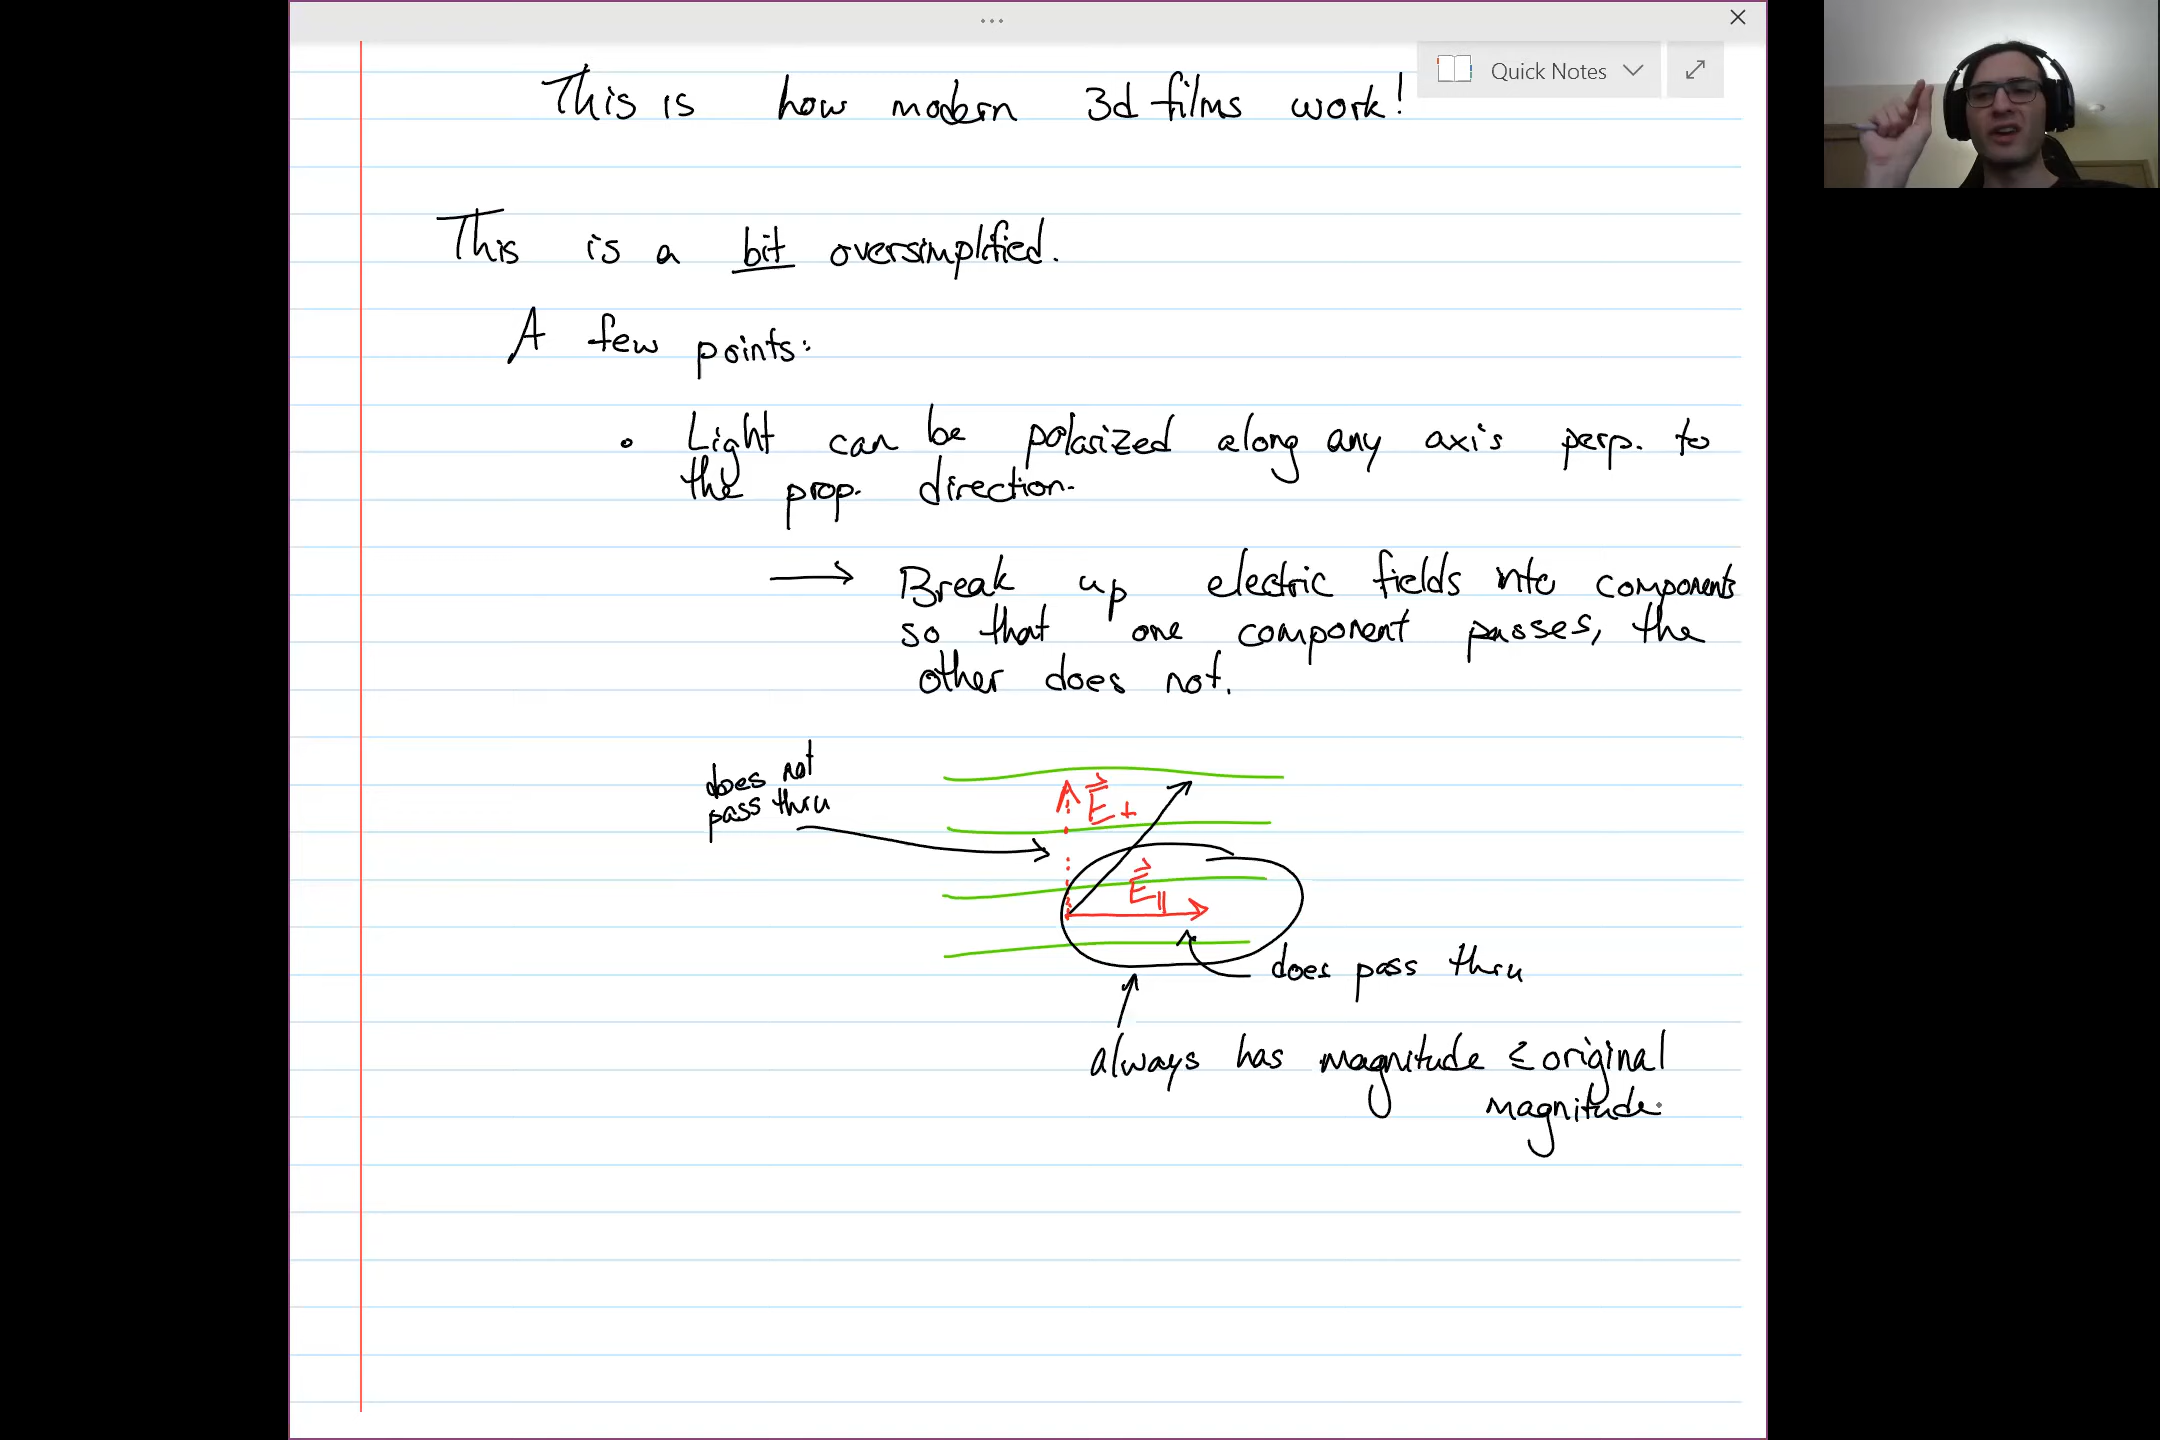 Quick Notes
This is how modern 3d films work!
This is a bit oversimplified.
A few points:
• Light can be polarized along any axis perp. to
the prop. direction.
→ Break up electric fields into components
so that one component passes, the
other does not.
does not
pass thru
E⃗⊥
E⃗∥
does pass thru
always has magnitude ≤ original
magnitude.